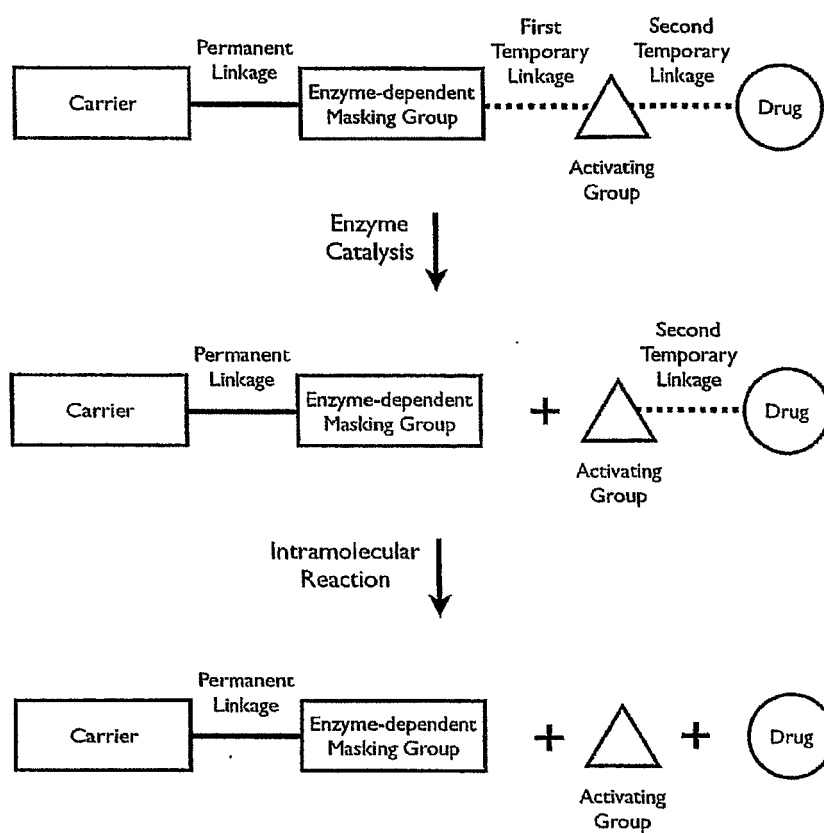 Permanent
Linkage
First
Temporary
Linkage
Second
Temporary
Linkage
Carrier
Enzyme-dependent
Masking Group
Drug
Activating
Group
Enzyme
Catalysis
Permanent
Linkage
Second
Temporary
Linkage
Carrier
Enzyme-dependent
Masking Group
+
Drug
Activating
Group
Intramolecular
Reaction
Permanent
Linkage
Carrier
Enzyme-dependent
Masking Group
+
+
Drug
Activating
Group